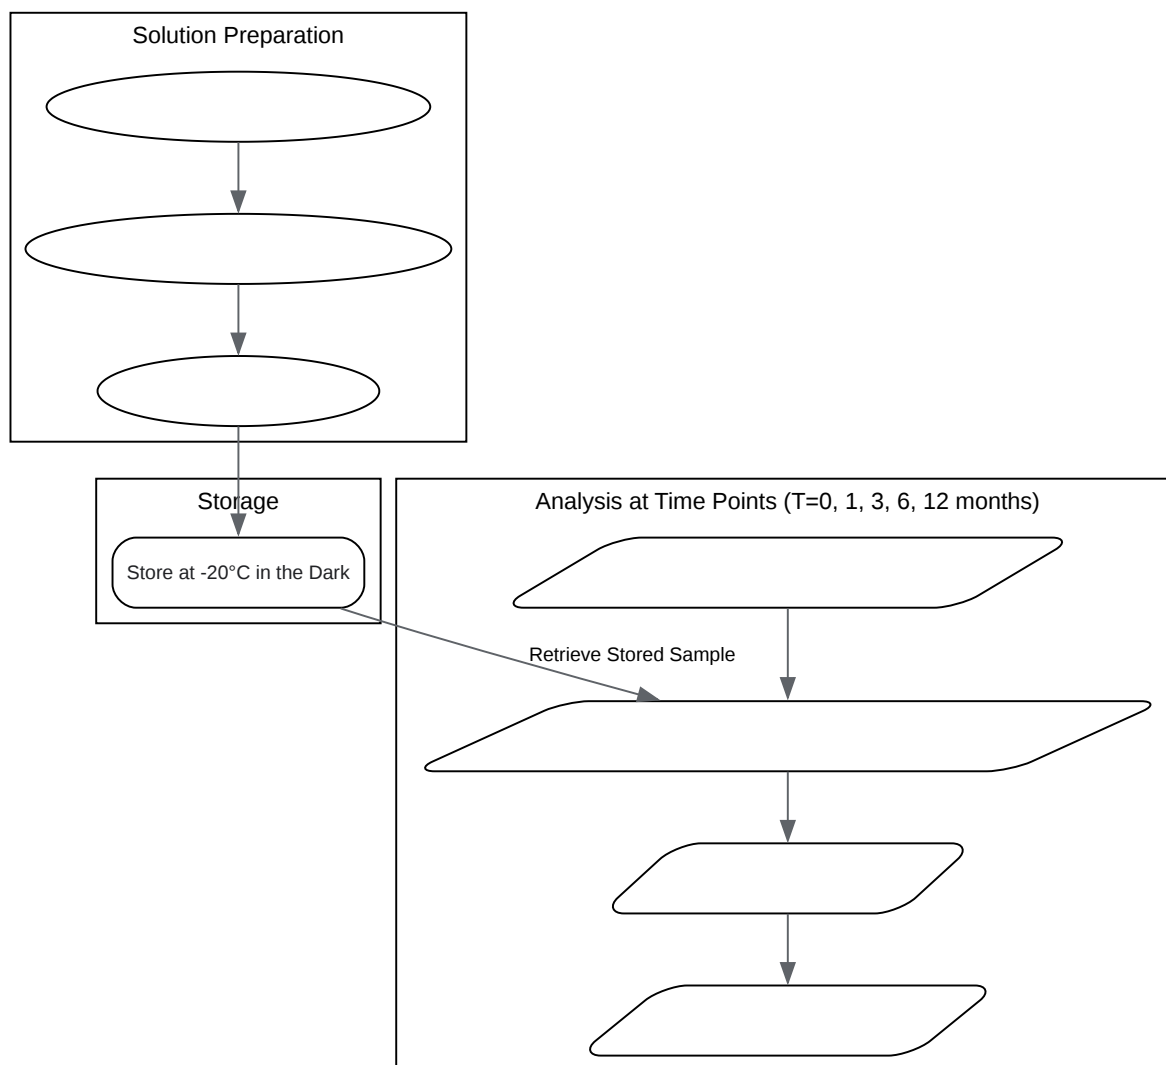 Solution Preparation
Storage
Analysis at Time Points (T=0, 1, 3, 6, 12 months)
Store at -20°C in the Dark
Retrieve Stored Sample